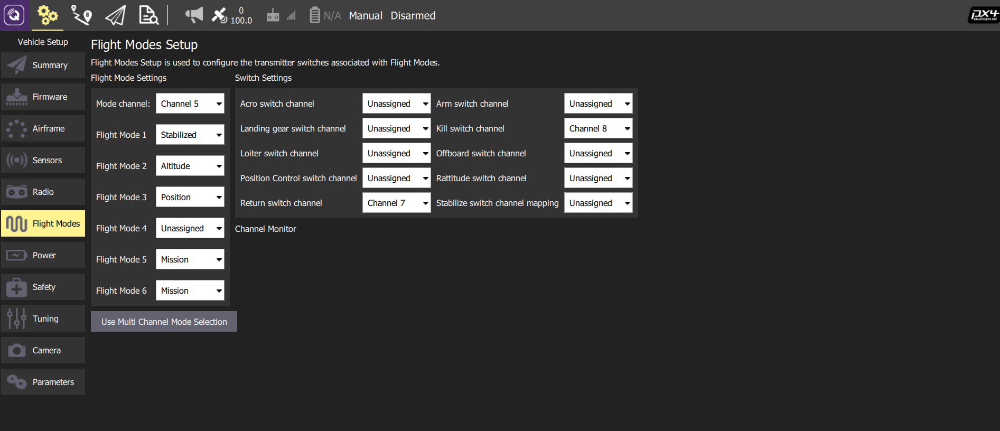 0
100.0
N/A
Manual
Disarmed
px4
autopilot
Vehicle Setup
Summary
Firmware
Airframe
Sensors
Radio
Flight Modes
Power
Safety
Tuning
Camera
Parameters
Flight Modes Setup
Flight Modes Setup is used to configure the transmitter switches associated with Flight Modes.
Flight Mode Settings
Mode channel: Channel 5
Flight Mode 1 Stabilized
Flight Mode 2 Altitude
Flight Mode 3 Position
Flight Mode 4 Unassigned
Flight Mode 5 Mission
Flight Mode 6 Mission
Use Multi Channel Mode Selection
Switch Settings
Acro switch channel Unassigned Arm switch channel Unassigned
Landing gear switch channel Unassigned Kill switch channel Channel 8
Loiter switch channel Unassigned Offboard switch channel Unassigned
Position Control switch channel Unassigned Rattitude switch channel Unassigned
Return switch channel Channel 7 Stabilize switch channel mapping Unassigned
Channel Monitor